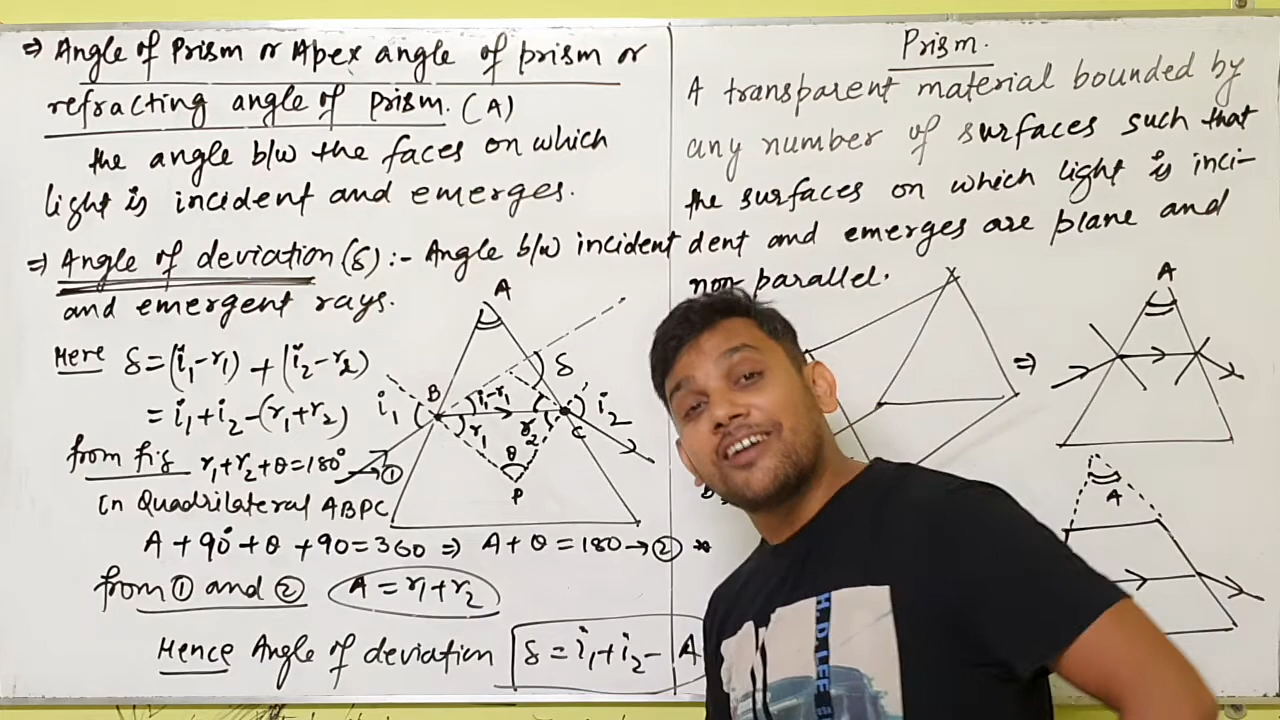 ⇒ Angle of Prism or Apex angle of prism or
refracting angle of prism. (A)
the angle b/w the faces on which
light is incident and emerges.
⇒ Angle of deviation (δ) :- Angle b/w incident
and emergent rays.
Here δ = (i₁-r₁) + (i₂-r₂)
= i₁+i₂-(r₁+r₂)
from fig r₁+r₂+θ=180° → ①
In Quadrilateral ABPC
A + 90° + θ + 90 = 360 ⇒ A + θ = 180 → ②
from ① and ② A = r₁+r₂
Hence Angle of deviation δ = i₁+i₂-A
A
δ
B
i₁
i₁-r₁
r₁
r₂
i₂
C
θ
P
Prism.
A transparent material bounded by
any number of surfaces such that
the surfaces on which light is inci-
dent and emerges are plane and
non parallel.
⇒
A
A
H.D. LEE